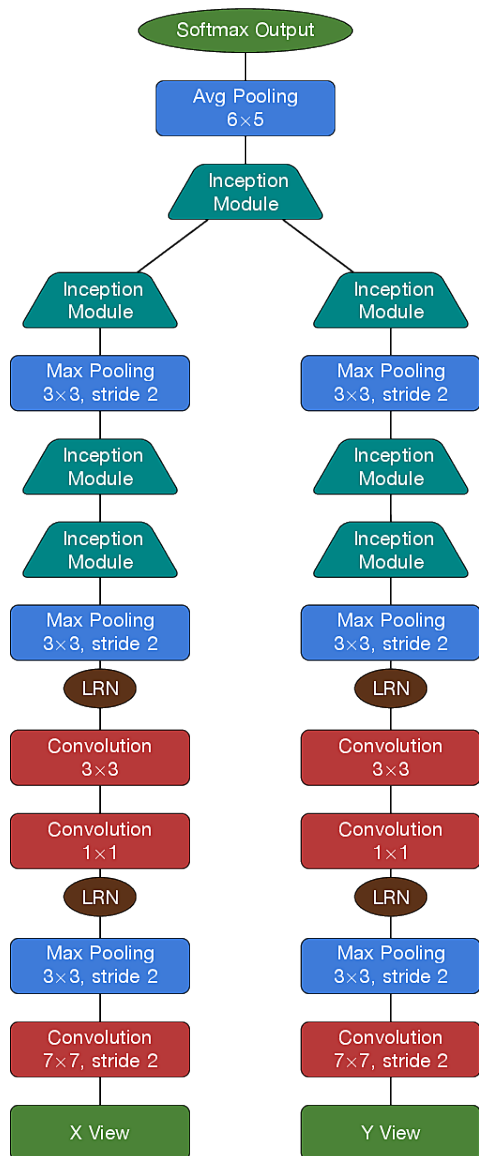 Softmax Output
Avg Pooling
6×5
Inception
Module
Inception
Module
Inception
Module
Max Pooling
3×3, stride 2
Max Pooling
3×3, stride 2
Inception
Module
Inception
Module
Inception
Module
Inception
Module
Max Pooling
3×3, stride 2
Max Pooling
3×3, stride 2
LRN
LRN
Convolution
3×3
Convolution
3×3
Convolution
1×1
Convolution
1×1
LRN
LRN
Max Pooling
3×3, stride 2
Max Pooling
3×3, stride 2
Convolution
7×7, stride 2
Convolution
7×7, stride 2
X View
Y View